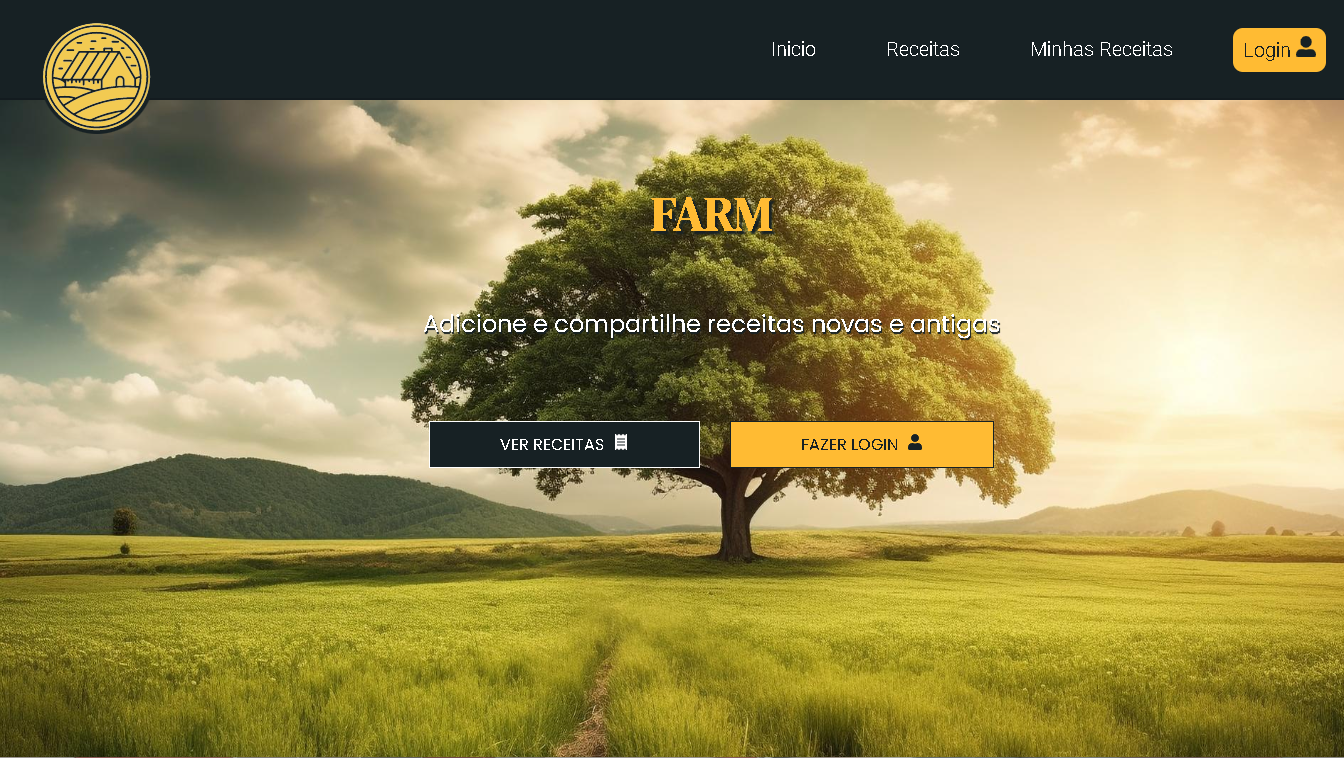 Inicio Receitas Minhas Receitas Login
FARM
Adicione e compartilhe receitas novas e antigas
VER RECEITAS FAZER LOGIN